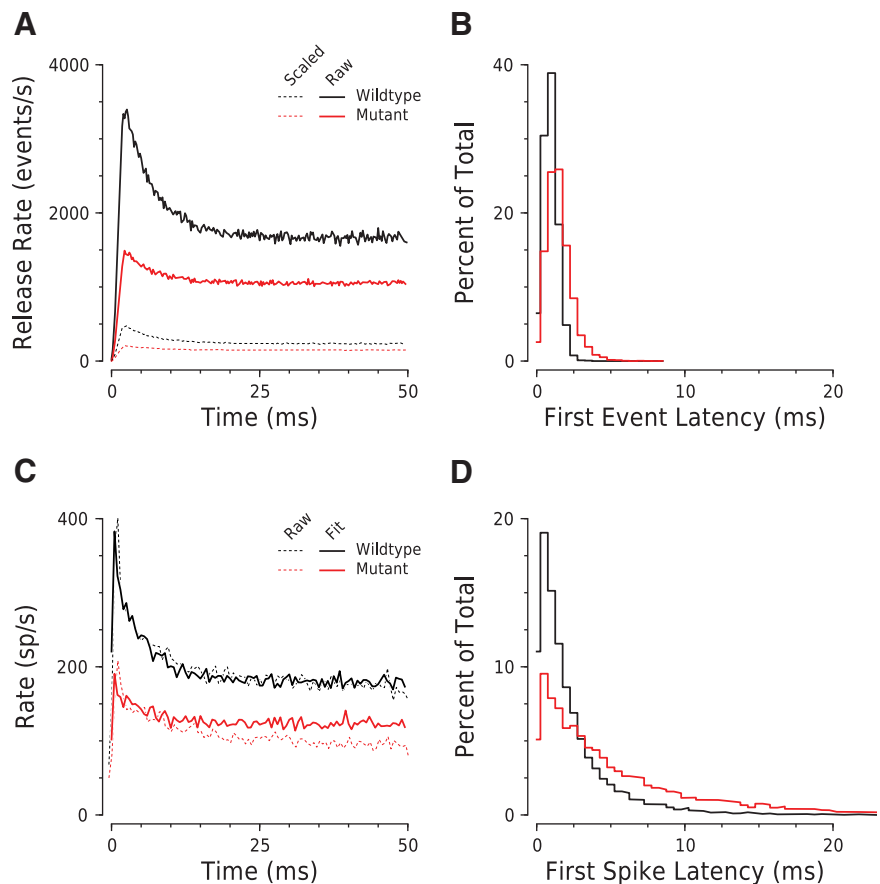 A
Release Rate (events/s)
4000
2000
0
0
25
50
Time (ms)
Scaled
Raw
Wildtype
Mutant
B
Percent of Total
40
20
0
0
10
20
First Event Latency (ms)
C
Rate (sp/s)
400
200
0
0
25
50
Time (ms)
Raw
Fit
Wildtype
Mutant
D
Percent of Total
20
10
0
0
10
20
First Spike Latency (ms)